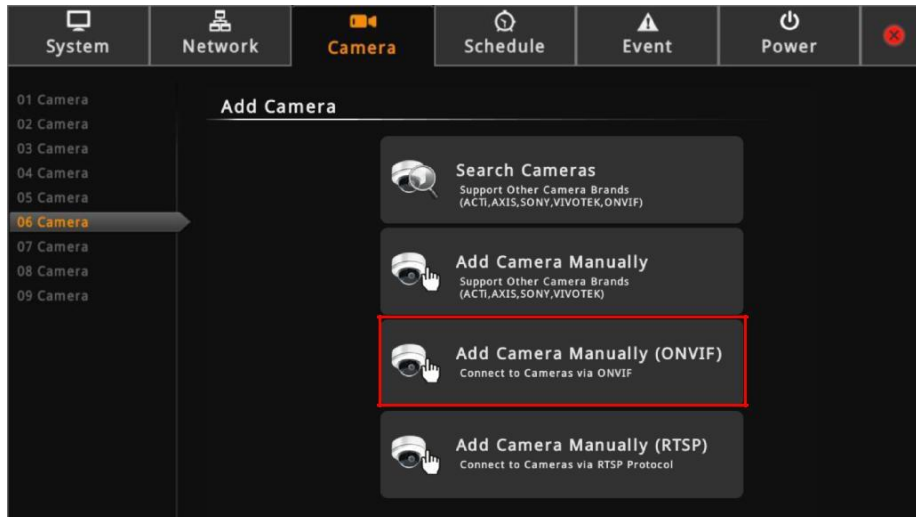 System
Network
Camera
Schedule
Event
Power
01 Camera
02 Camera
03 Camera
04 Camera
05 Camera
06 Camera
07 Camera
08 Camera
09 Camera
Add Camera
Search Cameras
Support Other Camera Brands
(ACTi,AXIS,SONY,VIVOTEK,ONVIF)
Add Camera Manually
Support Other Camera Brands
(ACTi,AXIS,SONY,VIVOTEK)
Add Camera Manually (ONVIF)
Connect to Cameras via ONVIF
Add Camera Manually (RTSP)
Connect to Cameras via RTSP Protocol